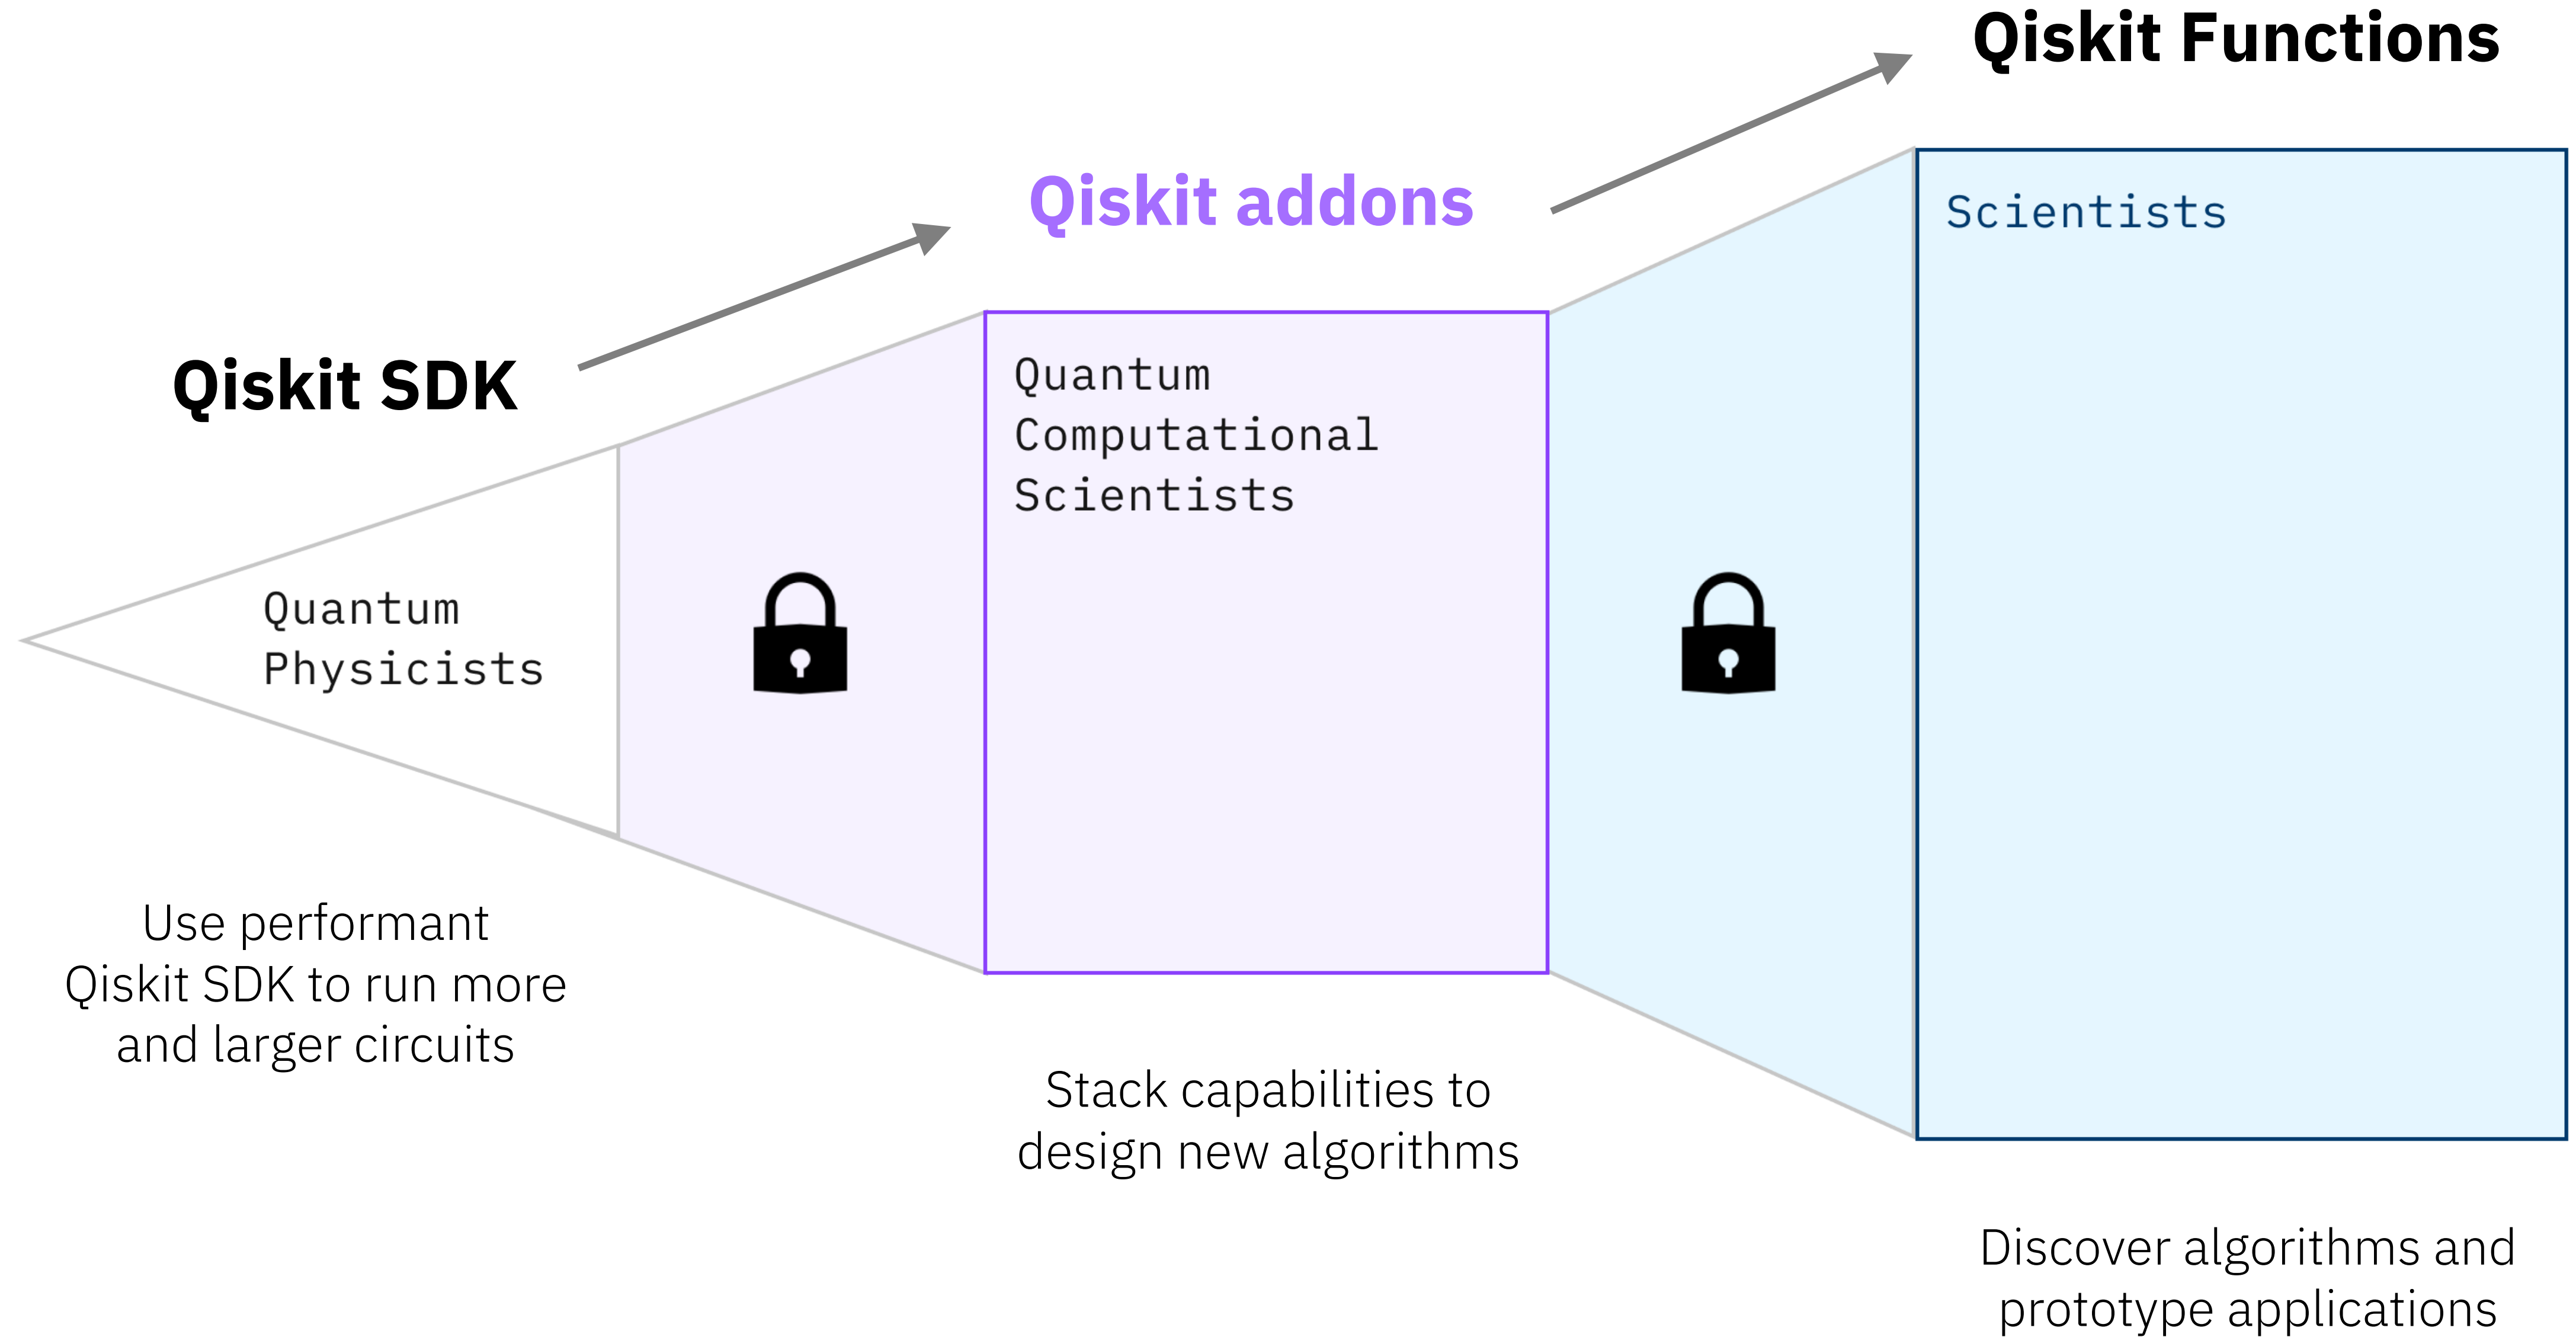 Qiskit SDK
Quantum
Physicists
Use performant
Qiskit SDK to run more
and larger circuits
Qiskit addons
Quantum
Computational
Scientists
Stack capabilities to
design new algorithms
Qiskit Functions
Scientists
Discover algorithms and
prototype applications